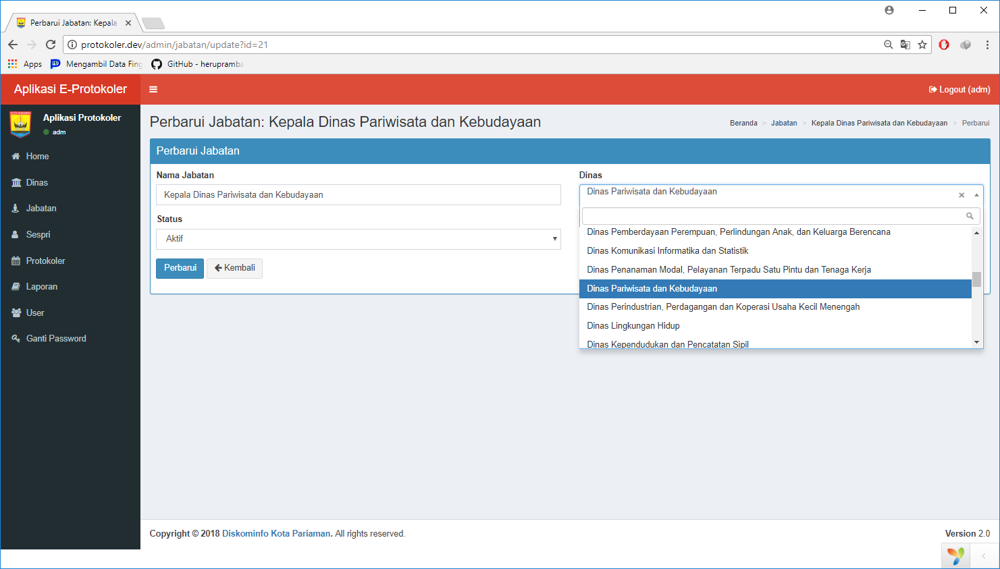 Perbarui Jabatan: Kepala
protokoler.dev/admin/jabatan/update?id=21
Apps
Mengambil Data Fing
GitHub - herupramba
Aplikasi E-Protokoler
Logout (adm)
Aplikasi Protokoler
adm
Home
Dinas
Jabatan
Sespri
Protokoler
Laporan
User
Ganti Password
Perbarui Jabatan: Kepala Dinas Pariwisata dan Kebudayaan
Beranda > Jabatan > Kepala Dinas Pariwisata dan Kebudayaan > Perbarui
Perbarui Jabatan
Nama Jabatan
Kepala Dinas Pariwisata dan Kebudayaan
Status
Aktif
Perbarui
Kembali
Dinas
Dinas Pariwisata dan Kebudayaan
Dinas Pemberdayaan Perempuan, Perlindungan Anak, dan Keluarga Berencana
Dinas Komunikasi Informatika dan Statistik
Dinas Penanaman Modal, Pelayanan Terpadu Satu Pintu dan Tenaga Kerja
Dinas Pariwisata dan Kebudayaan
Dinas Perindustrian, Perdagangan dan Koperasi Usaha Kecil Menengah
Dinas Lingkungan Hidup
Dinas Kependudukan dan Pencatatan Sipil
Copyright © 2018 Diskominfo Kota Pariaman. All rights reserved.
Version 2.0